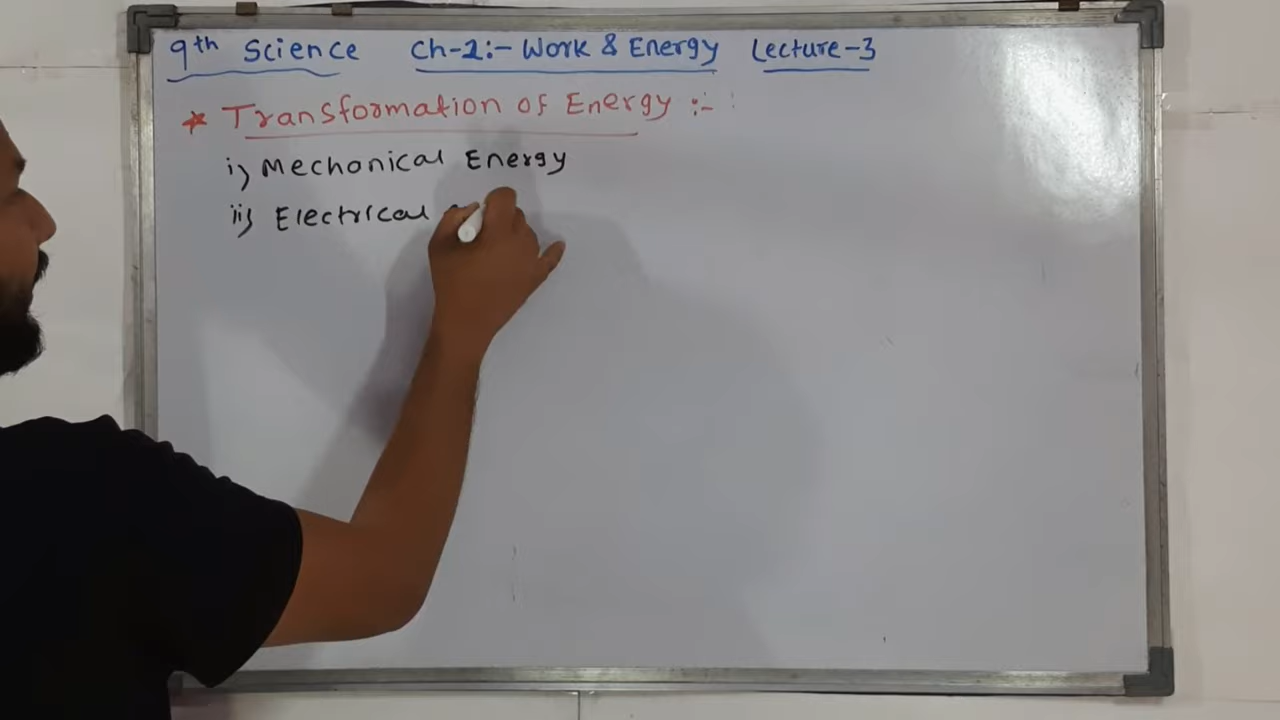 9th Science Ch-2:- Work & Energy Lecture-3
* Transformation of Energy :-
i) Mechanical Energy
ii) Electrical